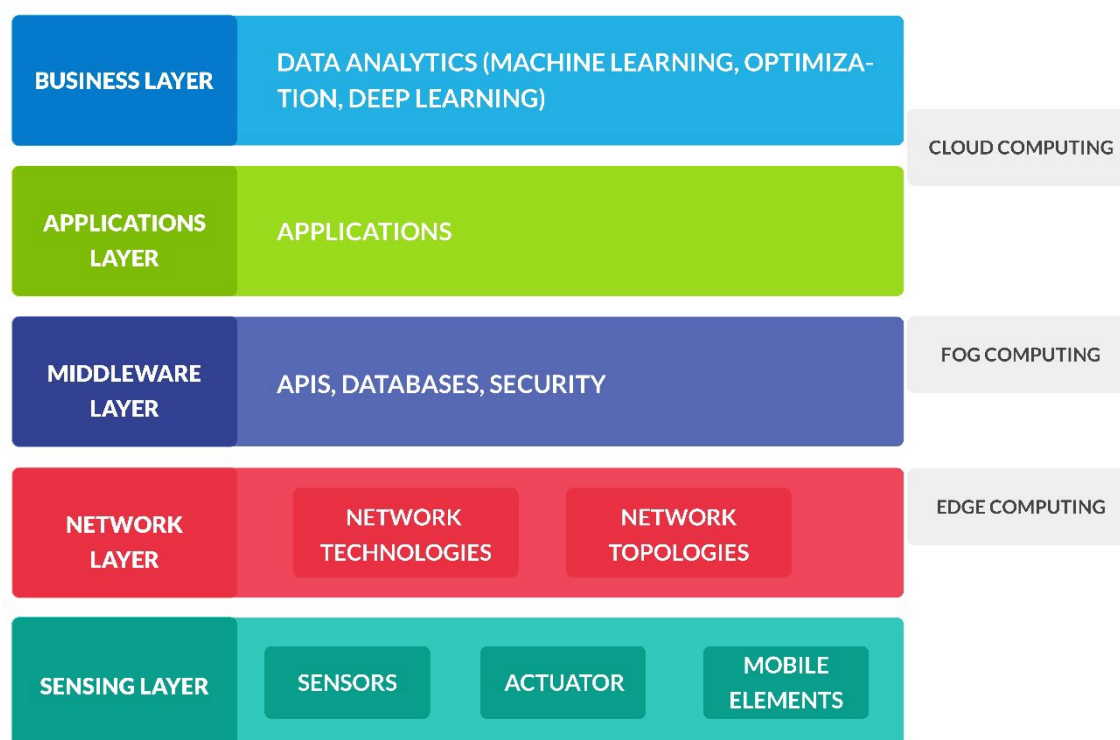 BUSINESS LAYER
DATA ANALYTICS (MACHINE LEARNING, OPTIMIZA-
TION, DEEP LEARNING)
CLOUD COMPUTING
APPLICATIONS
LAYER
APPLICATIONS
MIDDLEWARE
LAYER
APIS, DATABASES, SECURITY
FOG COMPUTING
NETWORK
LAYER
NETWORK
TECHNOLOGIES
NETWORK
TOPOLOGIES
EDGE COMPUTING
SENSING LAYER
SENSORS
ACTUATOR
MOBILE
ELEMENTS